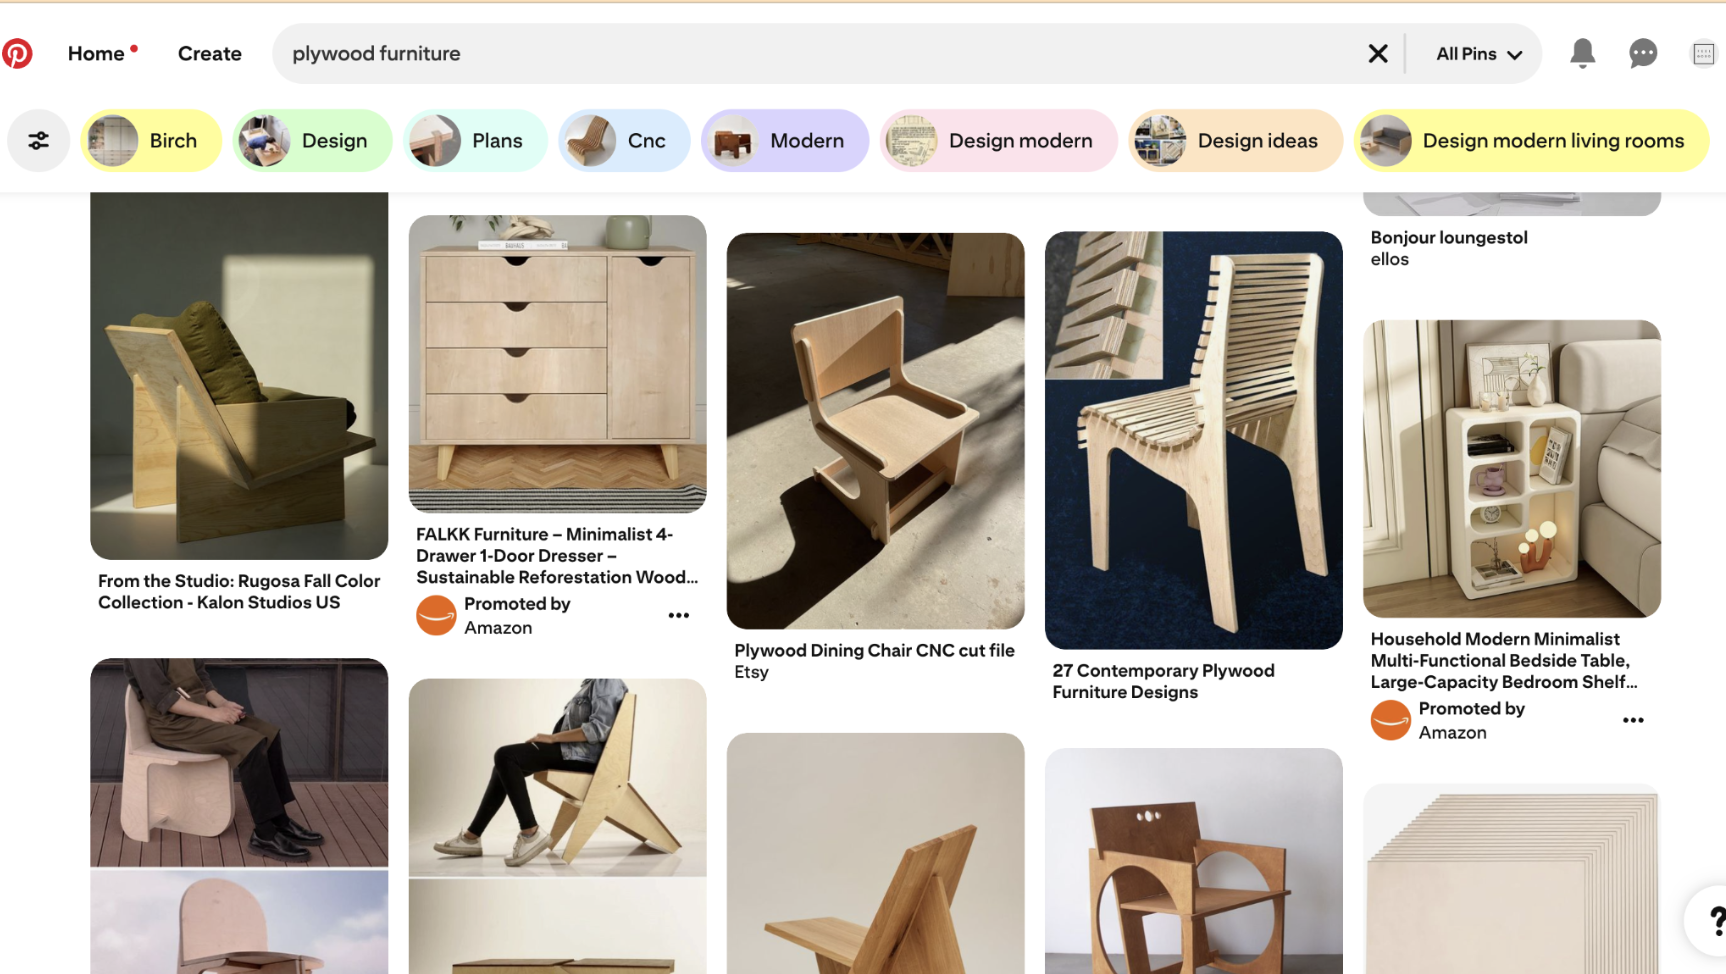 Home
Create
plywood furniture
All Pins
Birch
Design
Plans
Cnc
Modern
Design modern
Design ideas
Design modern living rooms
From the Studio: Rugosa Fall Color
Collection - Kalon Studios US
FALKK Furniture – Minimalist 4-
Drawer 1-Door Dresser –
Sustainable Reforestation Wood...
Promoted by
Amazon
Plywood Dining Chair CNC cut file
Etsy
27 Contemporary Plywood
Furniture Designs
Bonjour loungestol
ellos
Household Modern Minimalist
Multi-Functional Bedside Table,
Large-Capacity Bedroom Shelf...
Promoted by
Amazon
?